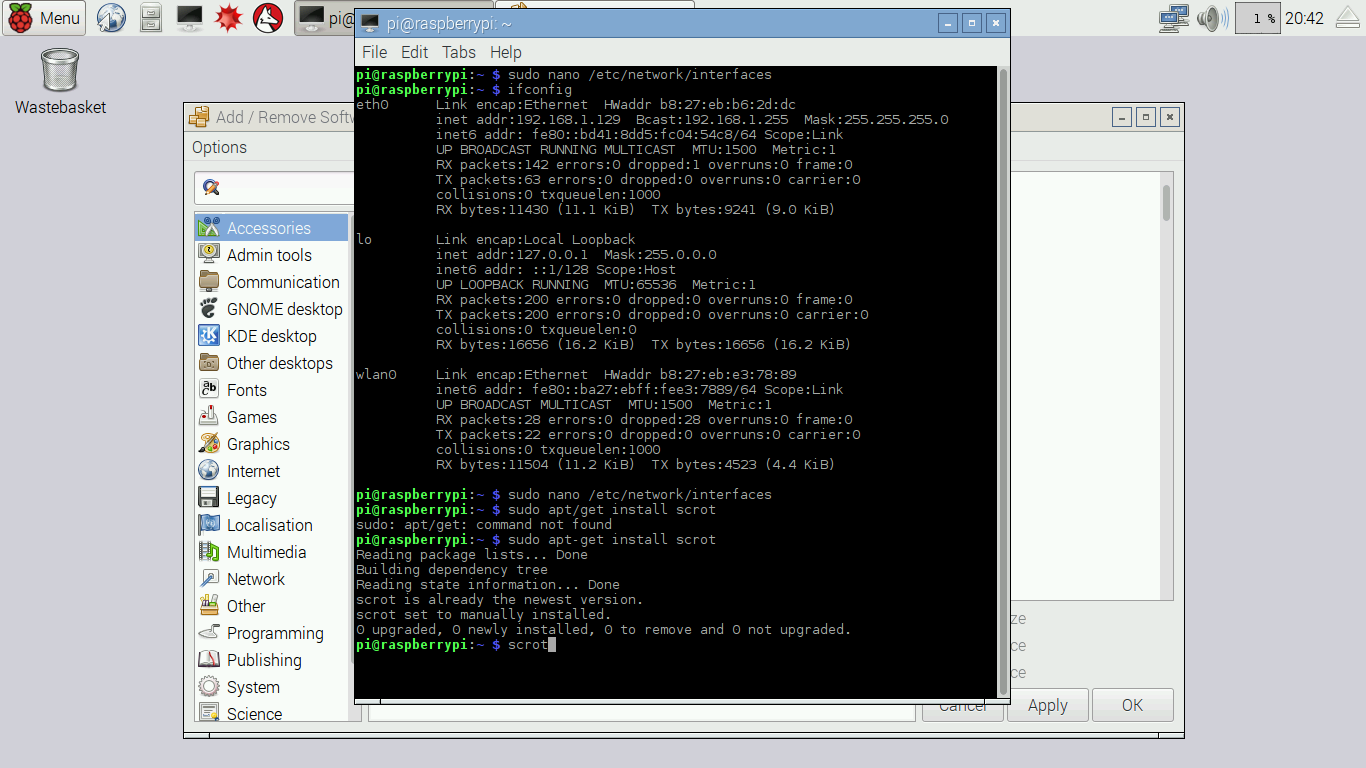 Menu
pi@
1 %
20:42
Wastebasket
pi@raspberrypi: ~
File Edit Tabs Help
pi@raspberrypi:~ $ sudo nano /etc/network/interfaces
pi@raspberrypi:~ $ ifconfig
eth0      Link encap:Ethernet  HWaddr b8:27:eb:b6:2d:dc
          inet addr:192.168.1.129  Bcast:192.168.1.255  Mask:255.255.255.0
          inet6 addr: fe80::bd41:8dd5:fc04:54c8/64 Scope:Link
          UP BROADCAST RUNNING MULTICAST  MTU:1500  Metric:1
          RX packets:142 errors:0 dropped:1 overruns:0 frame:0
          TX packets:63 errors:0 dropped:0 overruns:0 carrier:0
          collisions:0 txqueuelen:1000
          RX bytes:11430 (11.1 KiB)  TX bytes:9241 (9.0 KiB)
lo        Link encap:Local Loopback
          inet addr:127.0.0.1  Mask:255.0.0.0
          inet6 addr: ::1/128 Scope:Host
          UP LOOPBACK RUNNING  MTU:65536  Metric:1
          RX packets:200 errors:0 dropped:0 overruns:0 frame:0
          TX packets:200 errors:0 dropped:0 overruns:0 carrier:0
          collisions:0 txqueuelen:0
          RX bytes:16656 (16.2 KiB)  TX bytes:16656 (16.2 KiB)
wlan0     Link encap:Ethernet  HWaddr b8:27:eb:e3:78:89
          inet6 addr: fe80::ba27:ebff:fee3:7889/64 Scope:Link
          UP BROADCAST MULTICAST  MTU:1500  Metric:1
          RX packets:28 errors:0 dropped:28 overruns:0 frame:0
          TX packets:22 errors:0 dropped:0 overruns:0 carrier:0
          collisions:0 txqueuelen:1000
          RX bytes:11504 (11.2 KiB)  TX bytes:4523 (4.4 KiB)
pi@raspberrypi:~ $ sudo nano /etc/network/interfaces
pi@raspberrypi:~ $ sudo apt/get install scrot
sudo: apt/get: command not found
pi@raspberrypi:~ $ sudo apt-get install scrot
Reading package lists... Done
Building dependency tree
Reading state information... Done
scrot is already the newest version.
scrot set to manually installed.
0 upgraded, 0 newly installed, 0 to remove and 0 not upgraded.
pi@raspberrypi:~ $ scrot
Add / Remove Softw
Options
Accessories
Admin tools
Communication
GNOME desktop
KDE desktop
Other desktops
Fonts
Games
Graphics
Internet
Legacy
Localisation
Multimedia
Network
Other
Programming
Publishing
System
Science
ze
ce
ce
Cancel
Apply
OK